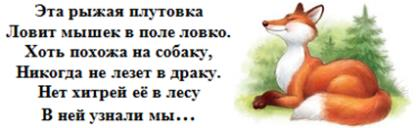 Эта рыжая плутовка
Ловит мышек в поле ловко.
Хоть похожа на собаку,
Никогда не лезет в драку.
Нет хитрей её в лесу
В ней узнали мы…